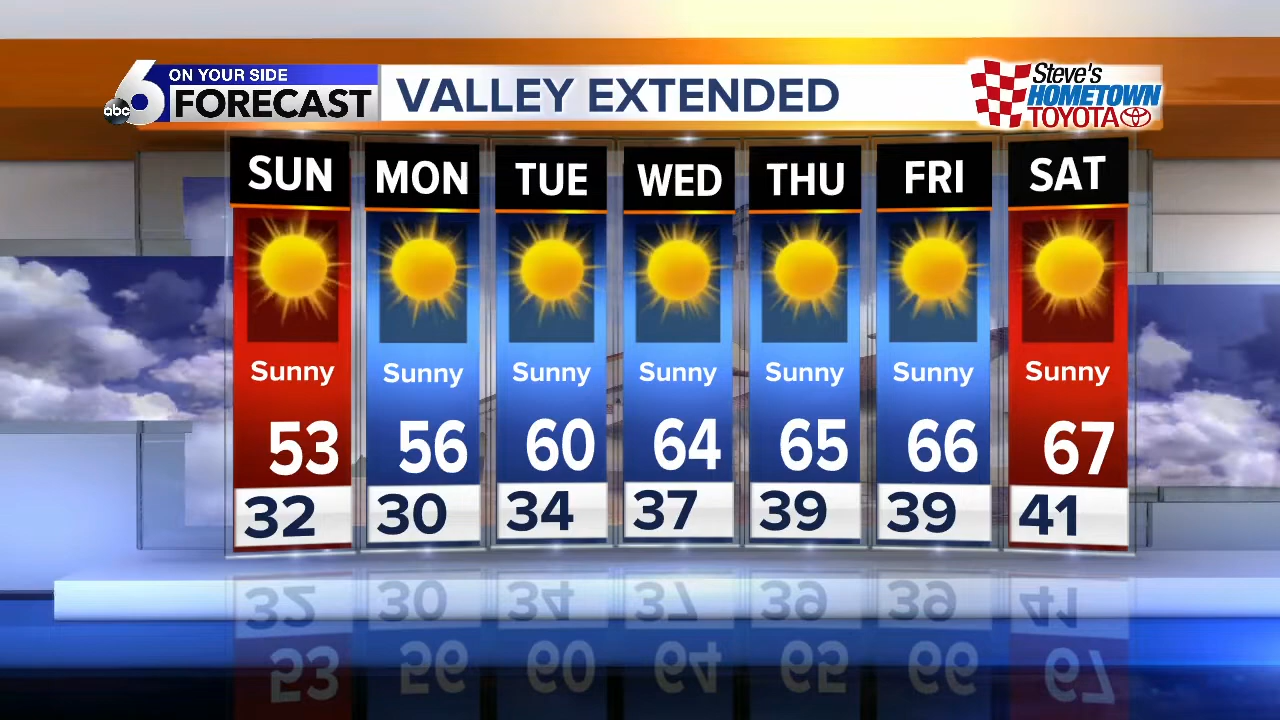 abc 6 ON YOUR SIDE
FORECAST
VALLEY EXTENDED
Steve's
HOMETOWN
TOYOTA
SUN MON TUE WED THU FRI SAT
Sunny Sunny Sunny Sunny Sunny Sunny Sunny
53 56 60 64 65 66 67
32 30 34 37 39 39 41